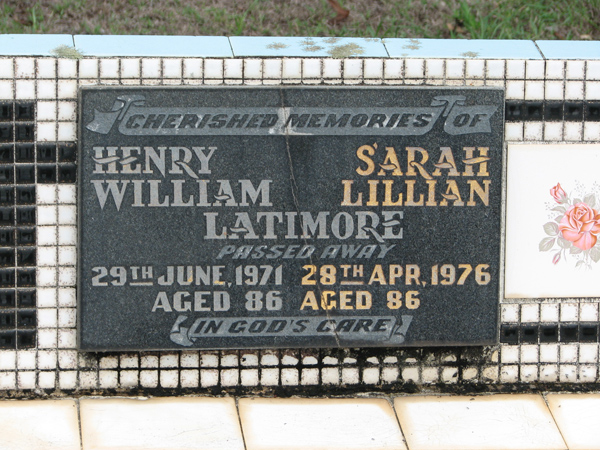 CHERISHED MEMORIES OF
HENRY SARAH
WILLIAM LILLIAN
LATIMORE
PASSED AWAY
29TH JUNE, 1971 28TH APR, 1976
AGED 86 AGED 86
IN GOD'S CARE